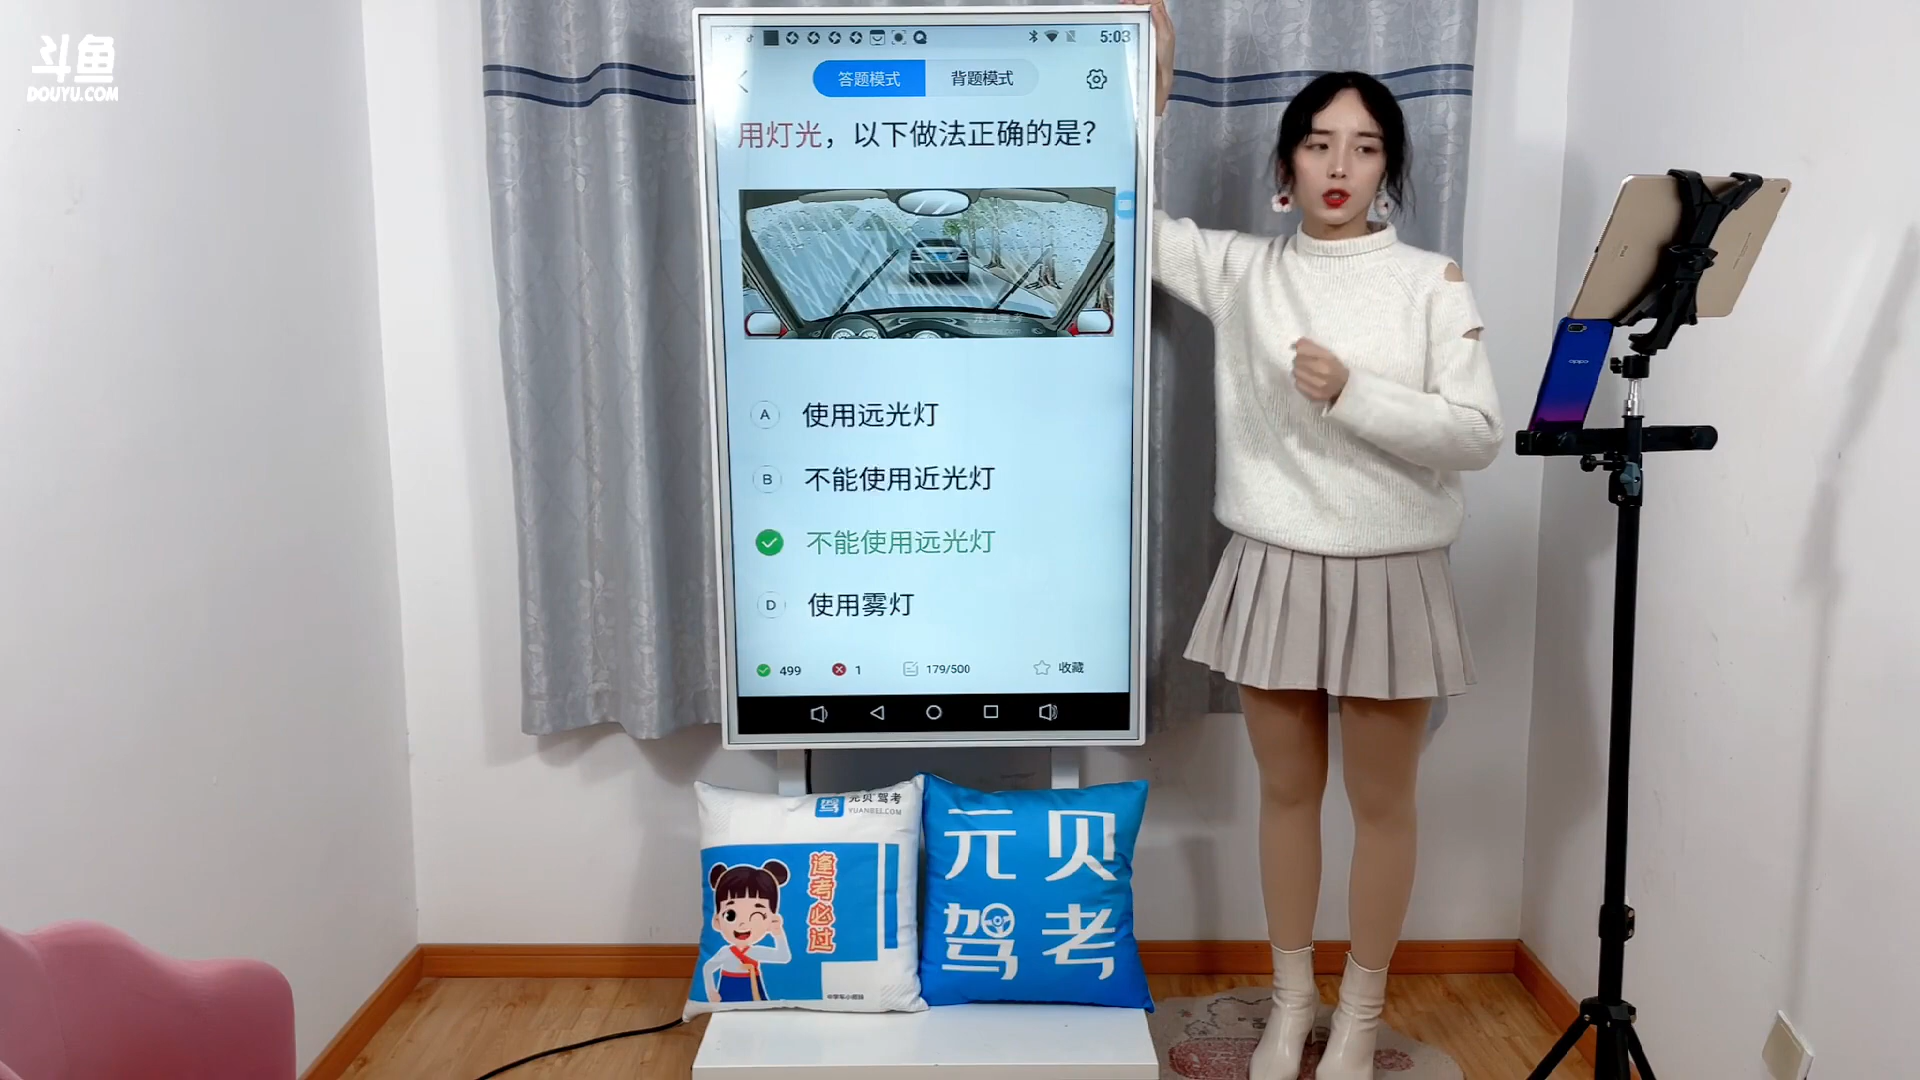 斗鱼
DOUYU.COM
5:03
答题模式
背题模式
用灯光，以下做法正确的是?
A 使用远光灯
B 不能使用近光灯
不能使用远光灯
D 使用雾灯
499
1
179/500
收藏
oppo
元贝驾考
YUANBEI.COM
逢考必过
元贝
驾考